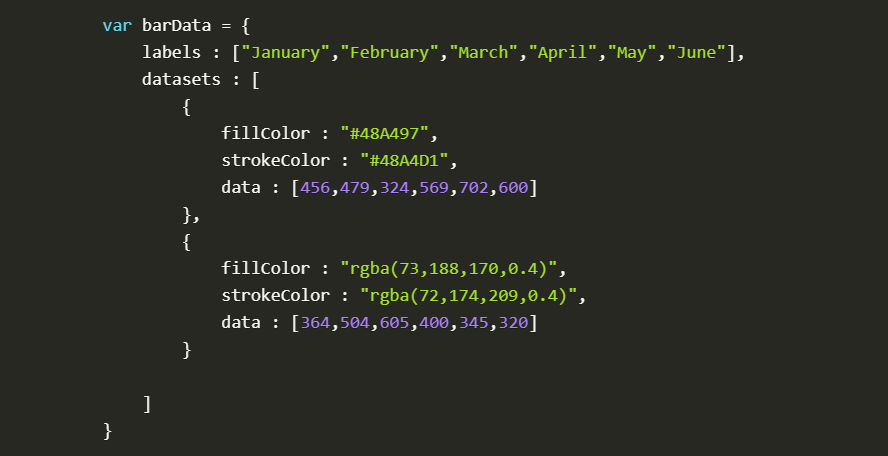 var barData = {
labels : ["January","February","March","April","May","June"],
datasets : [
{
fillColor : "#48A497",
strokeColor : "#48A4D1",
data : [456,479,324,569,702,600]
},
{
fillColor : "rgba(73,188,170,0.4)",
strokeColor : "rgba(72,174,209,0.4)",
data : [364,504,605,400,345,320]
}
]
}